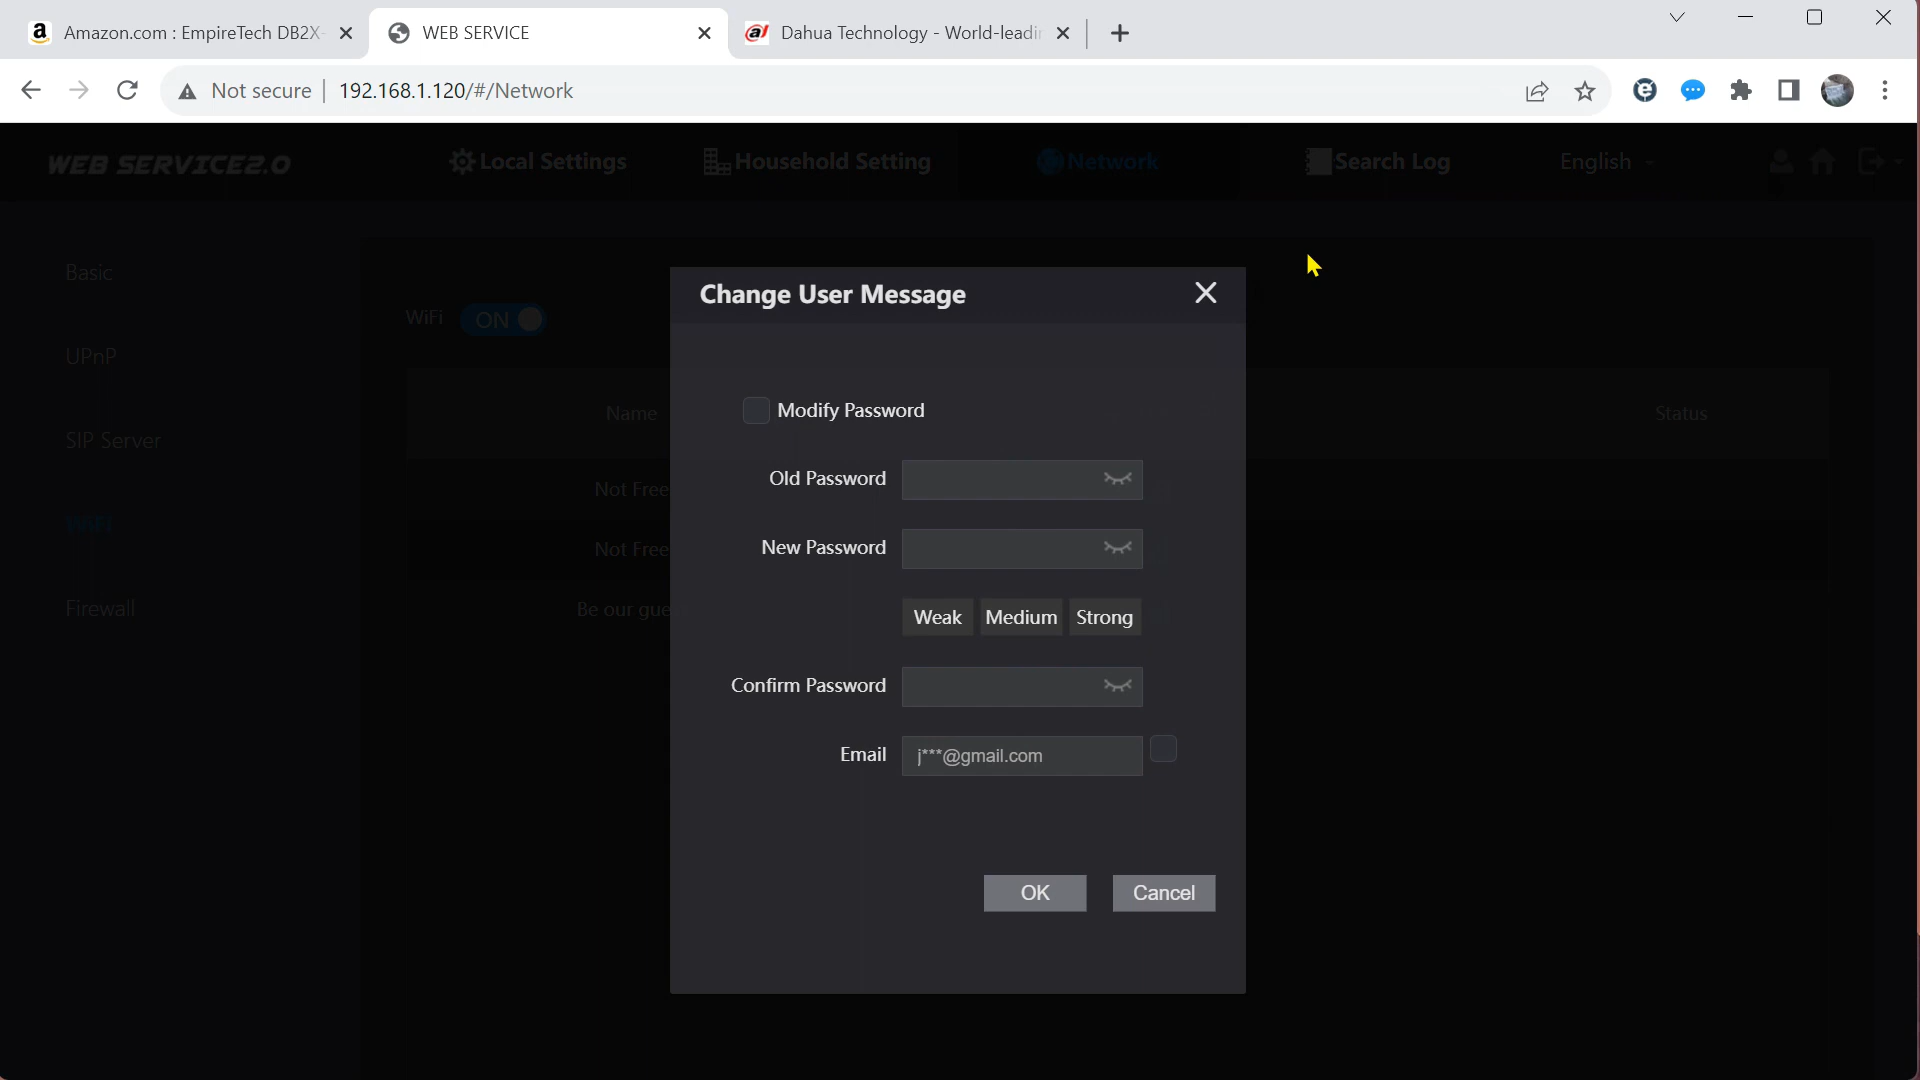 Amazon.com : EmpireTech DB2X-
WEB SERVICE
Dahua Technology - World-leadin
Not secure
192.168.1.120/#/Network
WEB SERVICE2.0
Local Settings
Household Setting
Network
Search Log
English
Basic
UPnP
SIP Server
WiFi
Firewall
WiFi
ON
Name
Status
Not Free
Not Free
Be our gue
Change User Message
Modify Password
Old Password
New Password
Weak Medium Strong
Confirm Password
Email
j***@gmail.com
OK
Cancel